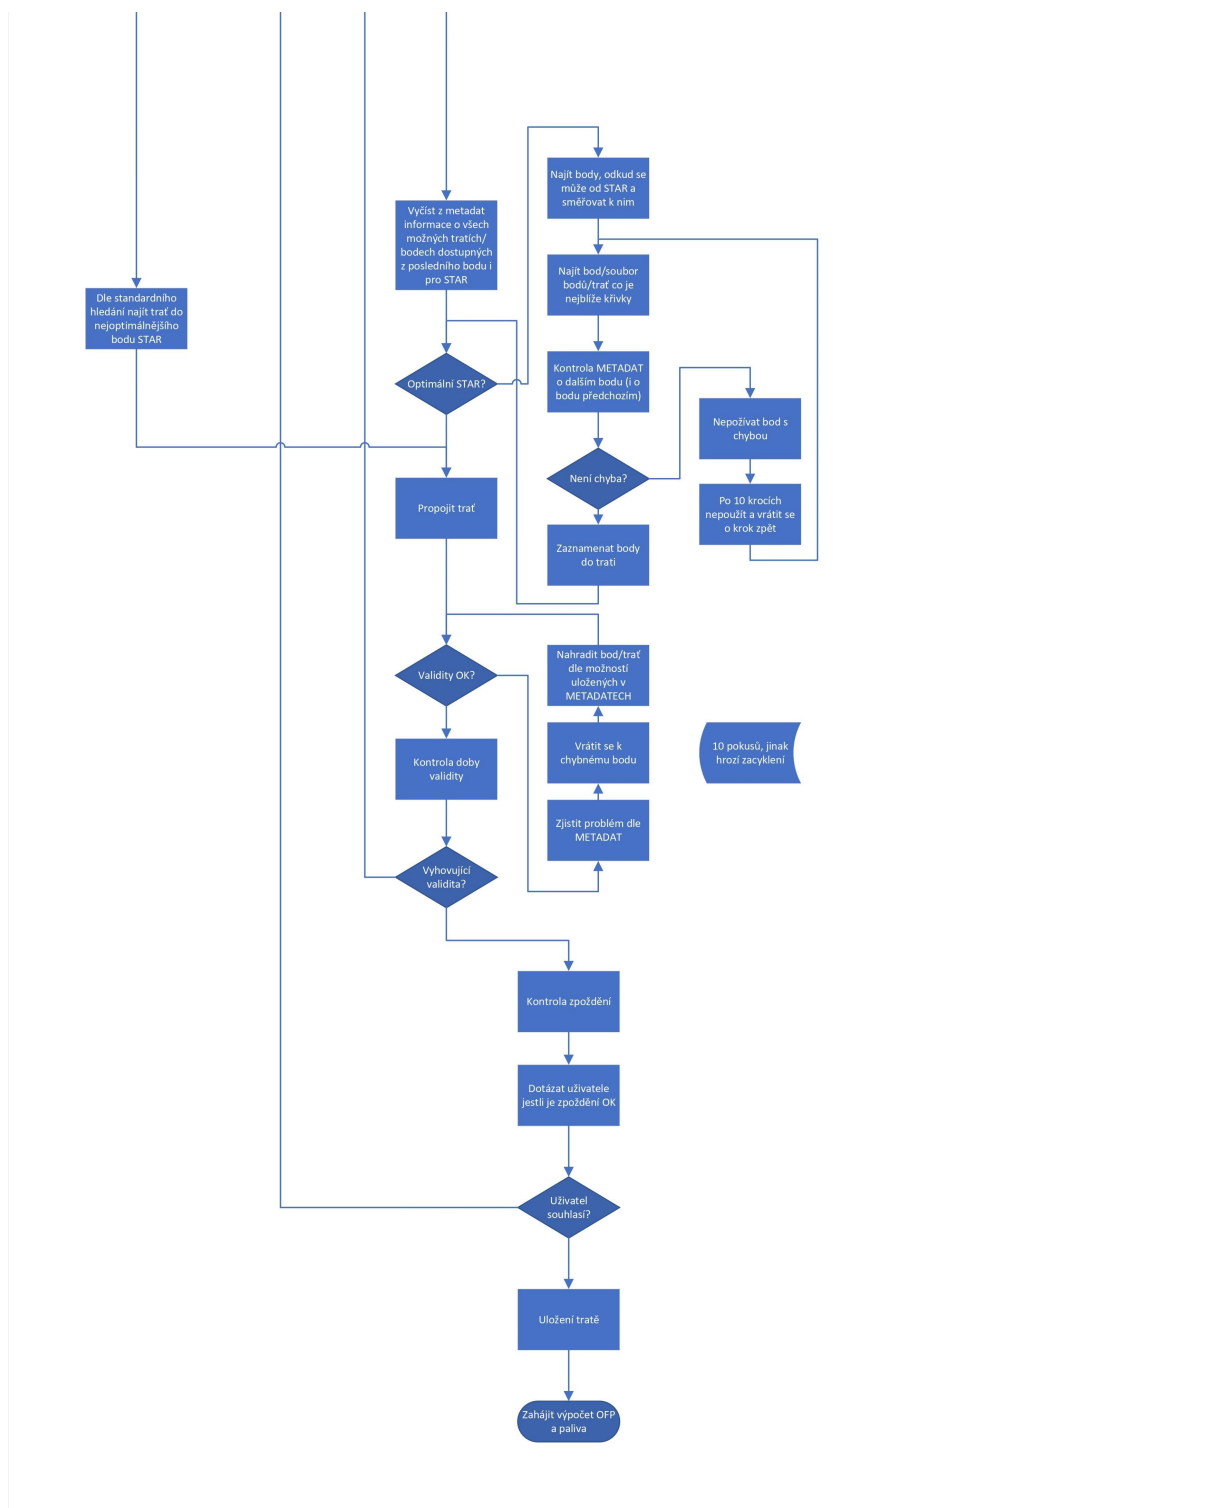 Najít body, odkud se
může od STAR a
směřovat k nim
Vyčíst z metadat
informace o všech
možných tratích/
bodech dostupných
z posledního bodu i
pro STAR
Najít bod/soubor
bodů/trať co je
nejblíže křivky
Dle standardního
hledání najít trať do
nejoptimálnějšího
bodu STAR
Optimální STAR?
Kontrola METADAT
o dalším bodu (i o
bodu předchozím)
Nepožívat bod s
chybou
Není chyba?
Propojit trať
Po 10 krocích
nepoužít a vrátit se
o krok zpět
Zaznamenat body
do trati
Validity OK?
Nahradit bod/trať
dle možností
uložených v
METADATECH
Kontrola doby
validity
Vrátit se k
chybnému bodu
10 pokusů, jinak
hrozí zacyklení
Zjistit problém dle
METADAT
Vyhovující
validita?
Kontrola zpoždění
Dotázat uživatele
jestli je zpoždění OK
Uživatel
souhlasí?
Uložení tratě
Zahájit výpočet OFP
a paliva